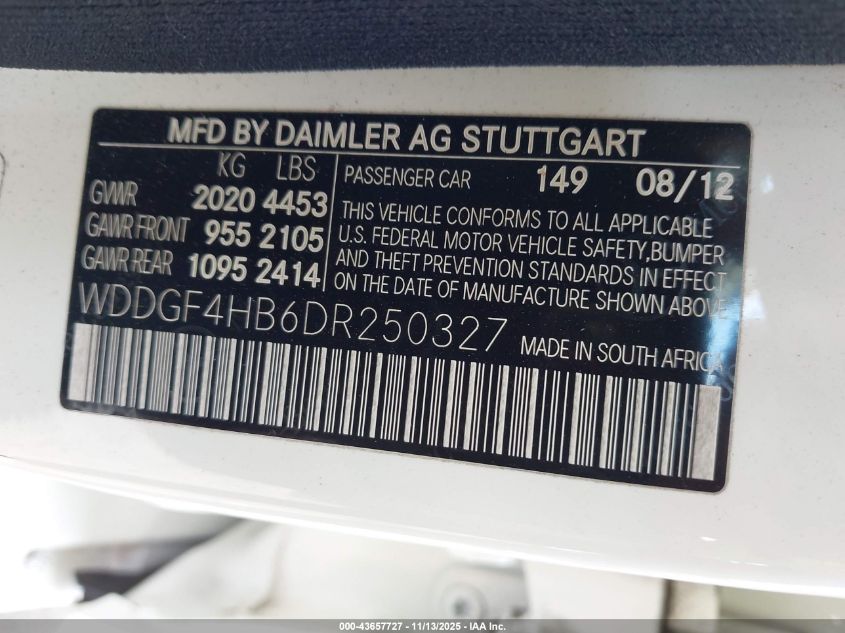 MFD BY DAIMLER AG STUTTGART
KG LBS
GVWR 2020 4453
GAWR FRONT 955 2105
GAWR REAR 1095 2414
PASSENGER CAR 149 08/12
THIS VEHICLE CONFORMS TO ALL APPLICABLE
U.S. FEDERAL MOTOR VEHICLE SAFETY,BUMPER
AND THEFT PREVENTION STANDARDS IN EFFECT
ON THE DATE OF MANUFACTURE SHOWN ABOVE.
WDDGF4HB6DR250327
MADE IN SOUTH AFRICA
000-43657727 - 11/13/2025 - IAA Corp.